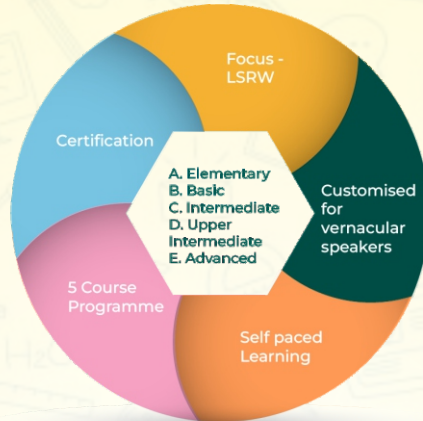 Focus -
LSRW
Certification
Customised
for
vernacular
speakers
A. Elementary
B. Basic
C. Intermediate
D. Upper
Intermediate
E. Advanced
5 Course
Programme
Self paced
Learning